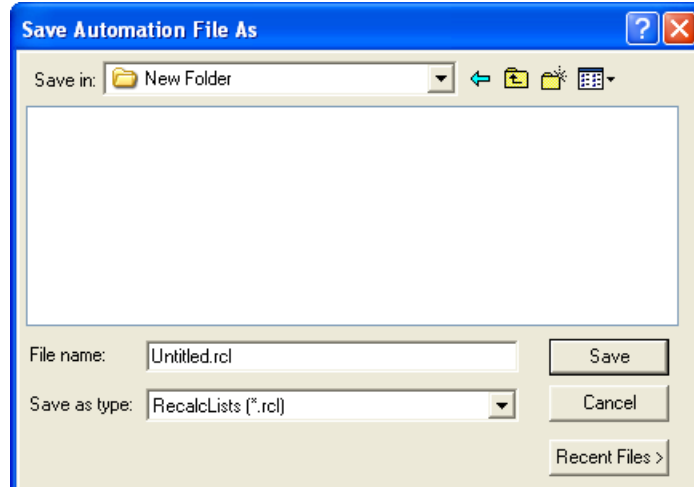 Save Automation File As
Save in: New Folder
File name: Untitled.rcl Save
Save as type: RecalcLists (*.rcl) Cancel
Recent Files >